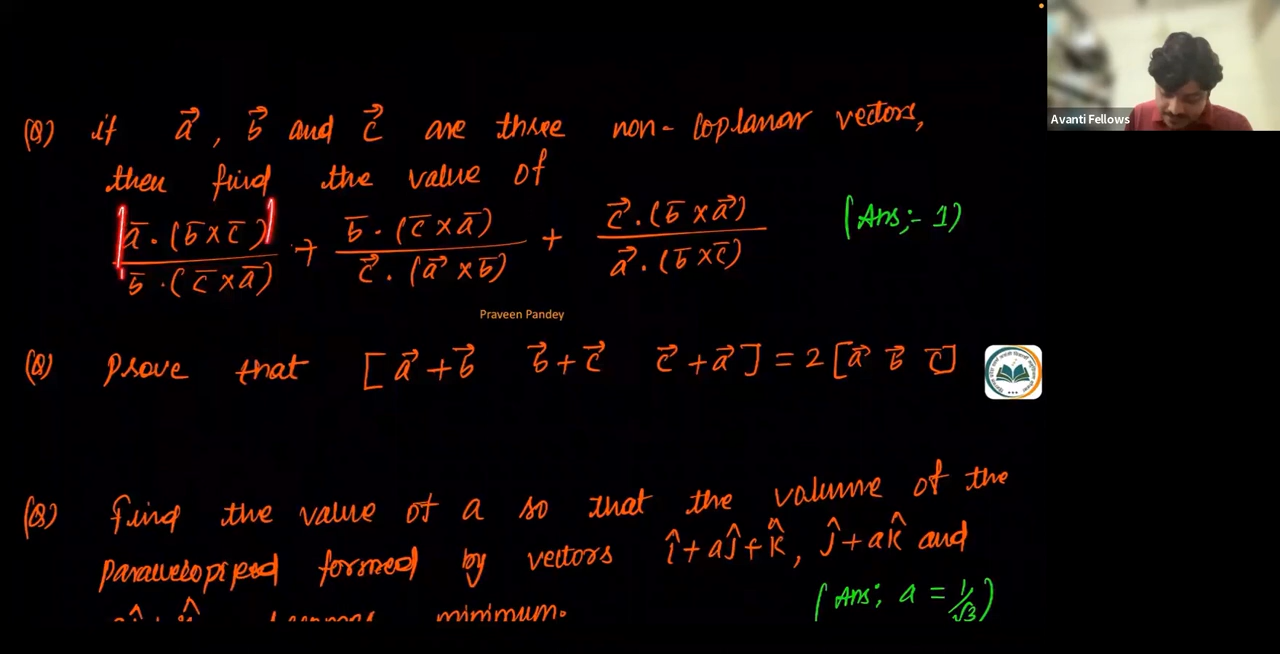 (Q) if a⃗, b⃗ and c⃗ are three non-coplanar vectors,
then find the value of
a̅·(b̅×c̅)/b̅·(c̅×a̅) + b̅·(c̅×a̅)/c⃗·(a⃗×b̅) + c⃗·(b̅×a⃗)/a⃗·(b̅×c̅) (Ans;- 1)
Avanti Fellows
Praveen Pandey
(Q) Prove that [a⃗+b⃗ b⃗+c⃗ c⃗+a⃗] = 2[a⃗ b⃗ c̅]
(Q) Find the value of a so that the volume of the
parallelopiped formed by vectors î+aĵ+k̂, ĵ+ak̂ and
minimum. (Ans; a = 1/√3)